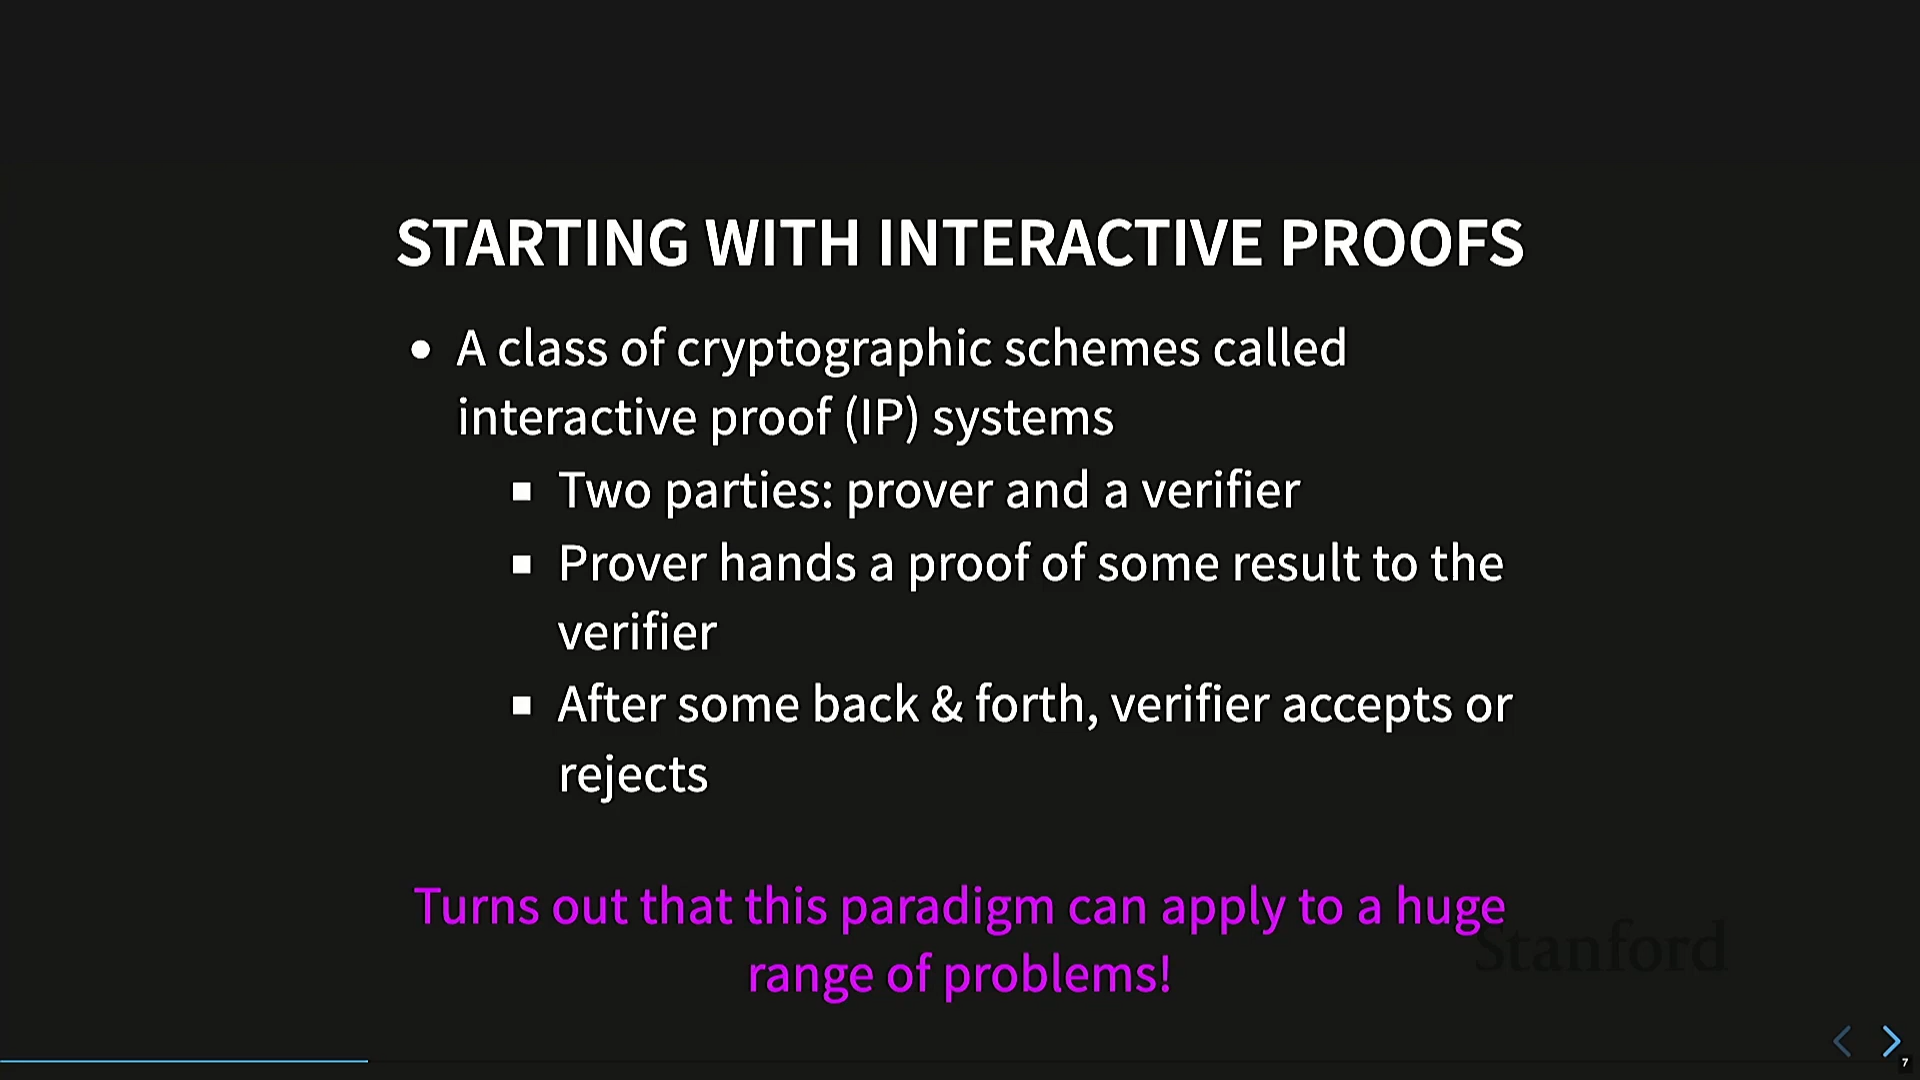 STARTING WITH INTERACTIVE PROOFS
• A class of cryptographic schemes called
interactive proof (IP) systems
▪ Two parties: prover and a verifier
▪ Prover hands a proof of some result to the
verifier
▪ After some back & forth, verifier accepts or
rejects
Turns out that this paradigm can apply to a huge
range of problems!
Stanford
7